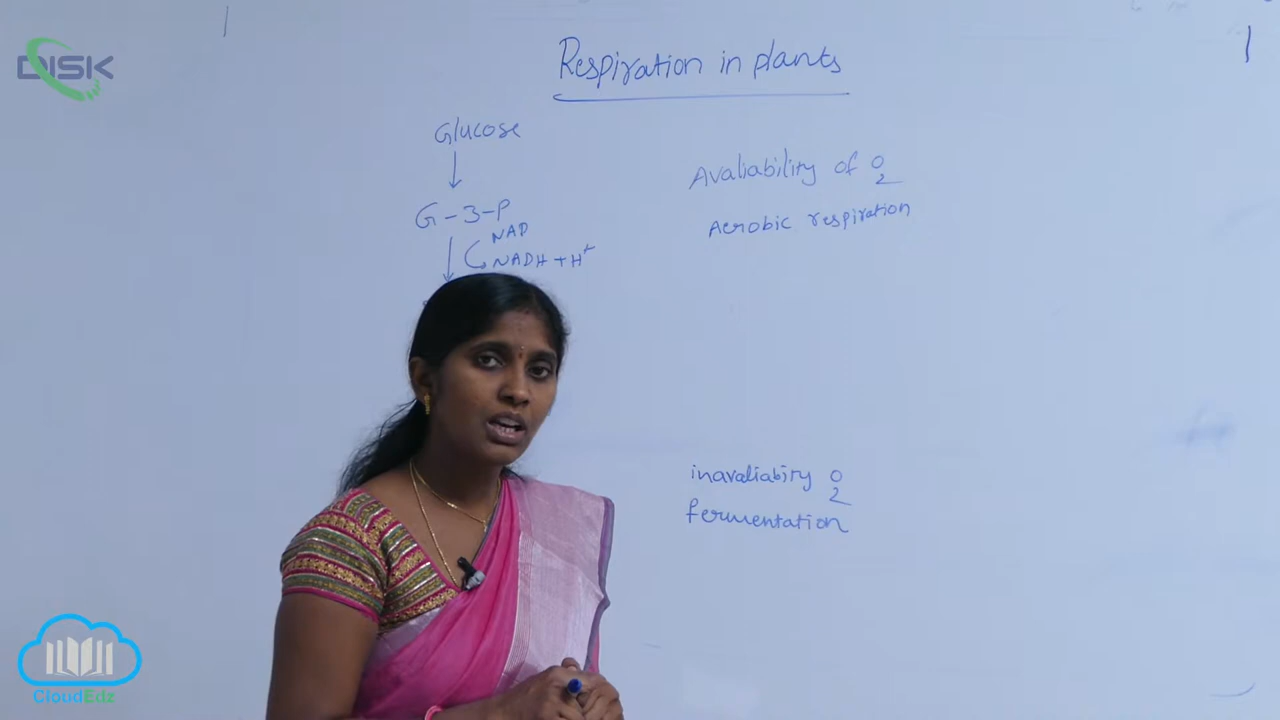 DISK
Respiration in plants
Glucose
G-3-P
NAD
NADH + H+
Avaliability of O2
Aerobic respiration
inavaliabiry O2
fermentation
CloudEdz